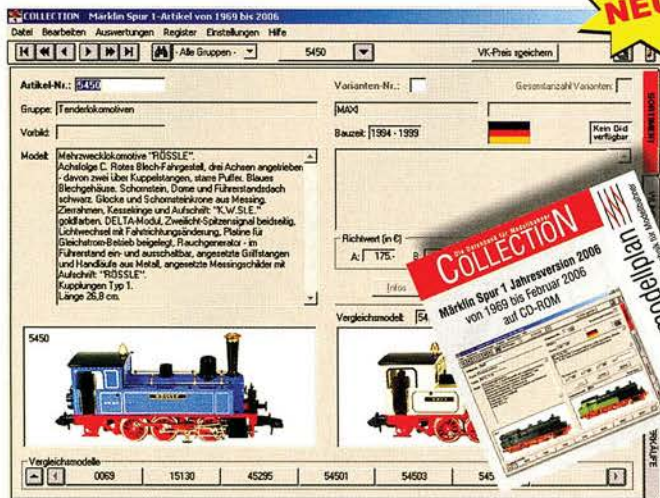 NEU
COLLECTION Märklin Spur 1-Artikel von 1969 bis 2006
Datei Bearbeiten Auswertungen Register Einstellungen Hilfe
- Alle Gruppen -
5450
VK-Preis speichern
Artikel-Nr.: 5450
Varianten-Nr.:
Gesamtanzahl Varianten:
Gruppe: Tenderlokomotiven
MAXI
Vorbild:
Bauzeit: 1994 - 1999
Kein Bild
verfügbar
SORTIMENT
Modell: Mehrzwecklokomotive "RÖSSLE".
Achsfolge C. Rotes Blech-Fahrgestell, drei Achsen angetrieben
- davon zwei über Kuppelstangen, starre Puffer. Blaues
Blechgehäuse. Schornstein, Dome und Führerstandsdach
schwarz. Glocke und Schornsteinkrone aus Messing.
Zierrahmen, Kesselringe und Aufschrift "K.W.St.E."
goldfarben. DELTA-Modul, Zweilicht-Spitzensignal beidseitig,
Lichtwechsel mit Fahrtrichtungsänderung, Platine für
Gleichstrom-Betrieb beigelegt, Rauchgenerator - im
Führerstand ein- und ausschaltbar, angesetzte Griffstangen
und Handläufe aus Metall, angesetzte Messingschilder mit
Aufschrift: "RÖSSLE".
Kupplungen Typ 1.
Länge 26,8 cm.
Richtwert (in €)
A: 175.- B:
Infos
Vergleichsmodell: 54
Die Datenbank für Modellbahner
COLLECTION
Märklin Spur 1 Jahresversion 2006
von 1969 bis Februar 2006
auf CD-ROM
modellplan
5450
RÖSSLE
Vergleichsmodelle
0069 15130 45295 54501 54503